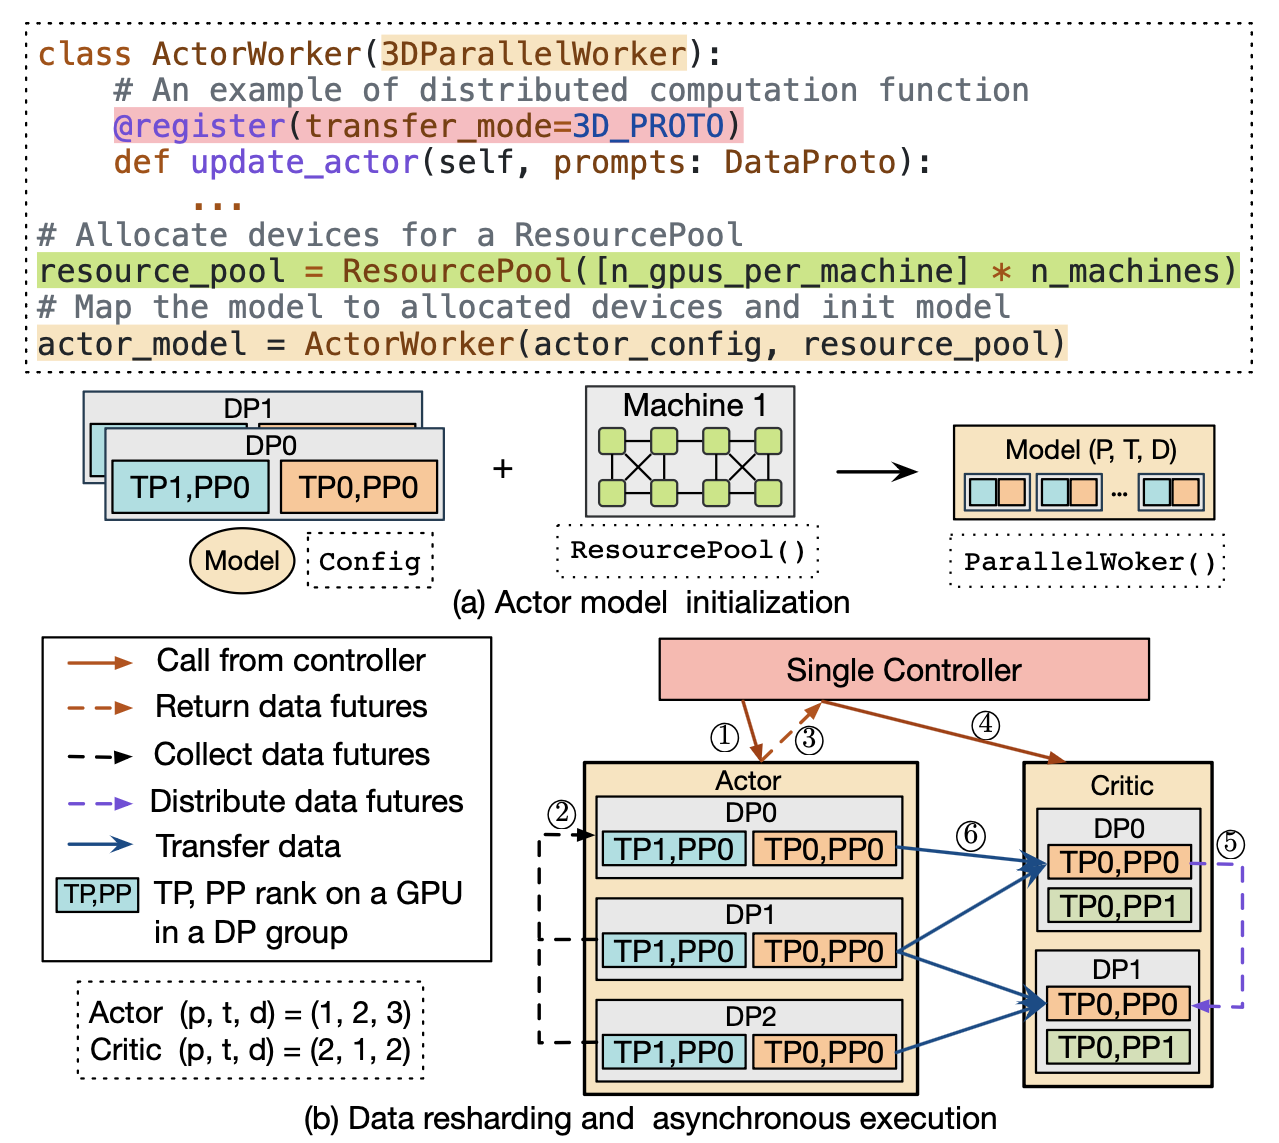 class ActorWorker(3DParallelWorker):
# An example of distributed computation function
@register(transfer_mode=3D_PROTO)
def update_actor(self, prompts: DataProto):
...
# Allocate devices for a ResourcePool
resource_pool = ResourcePool([n_gpus_per_machine] * n_machines)
# Map the model to allocated devices and init model
actor_model = ActorWorker(actor_config, resource_pool)
DP1
DP0
TP1,PP0
TP0,PP0
Model
Config
+
Machine 1
ResourcePool()
Model (P, T, D)
...
ParallelWoker()
(a) Actor model initialization
Call from controller
Return data futures
Collect data futures
Distribute data futures
Transfer data
TP,PP
TP, PP rank on a GPU
in a DP group
Actor (p, t, d) = (1, 2, 3)
Critic (p, t, d) = (2, 1, 2)
Single Controller
①
③
④
Actor
②
DP0
TP1,PP0
TP0,PP0
DP1
TP1,PP0
TP0,PP0
DP2
TP1,PP0
TP0,PP0
⑥
Critic
DP0
TP0,PP0
TP0,PP1
⑤
DP1
TP0,PP0
TP0,PP1
(b) Data resharding and asynchronous execution